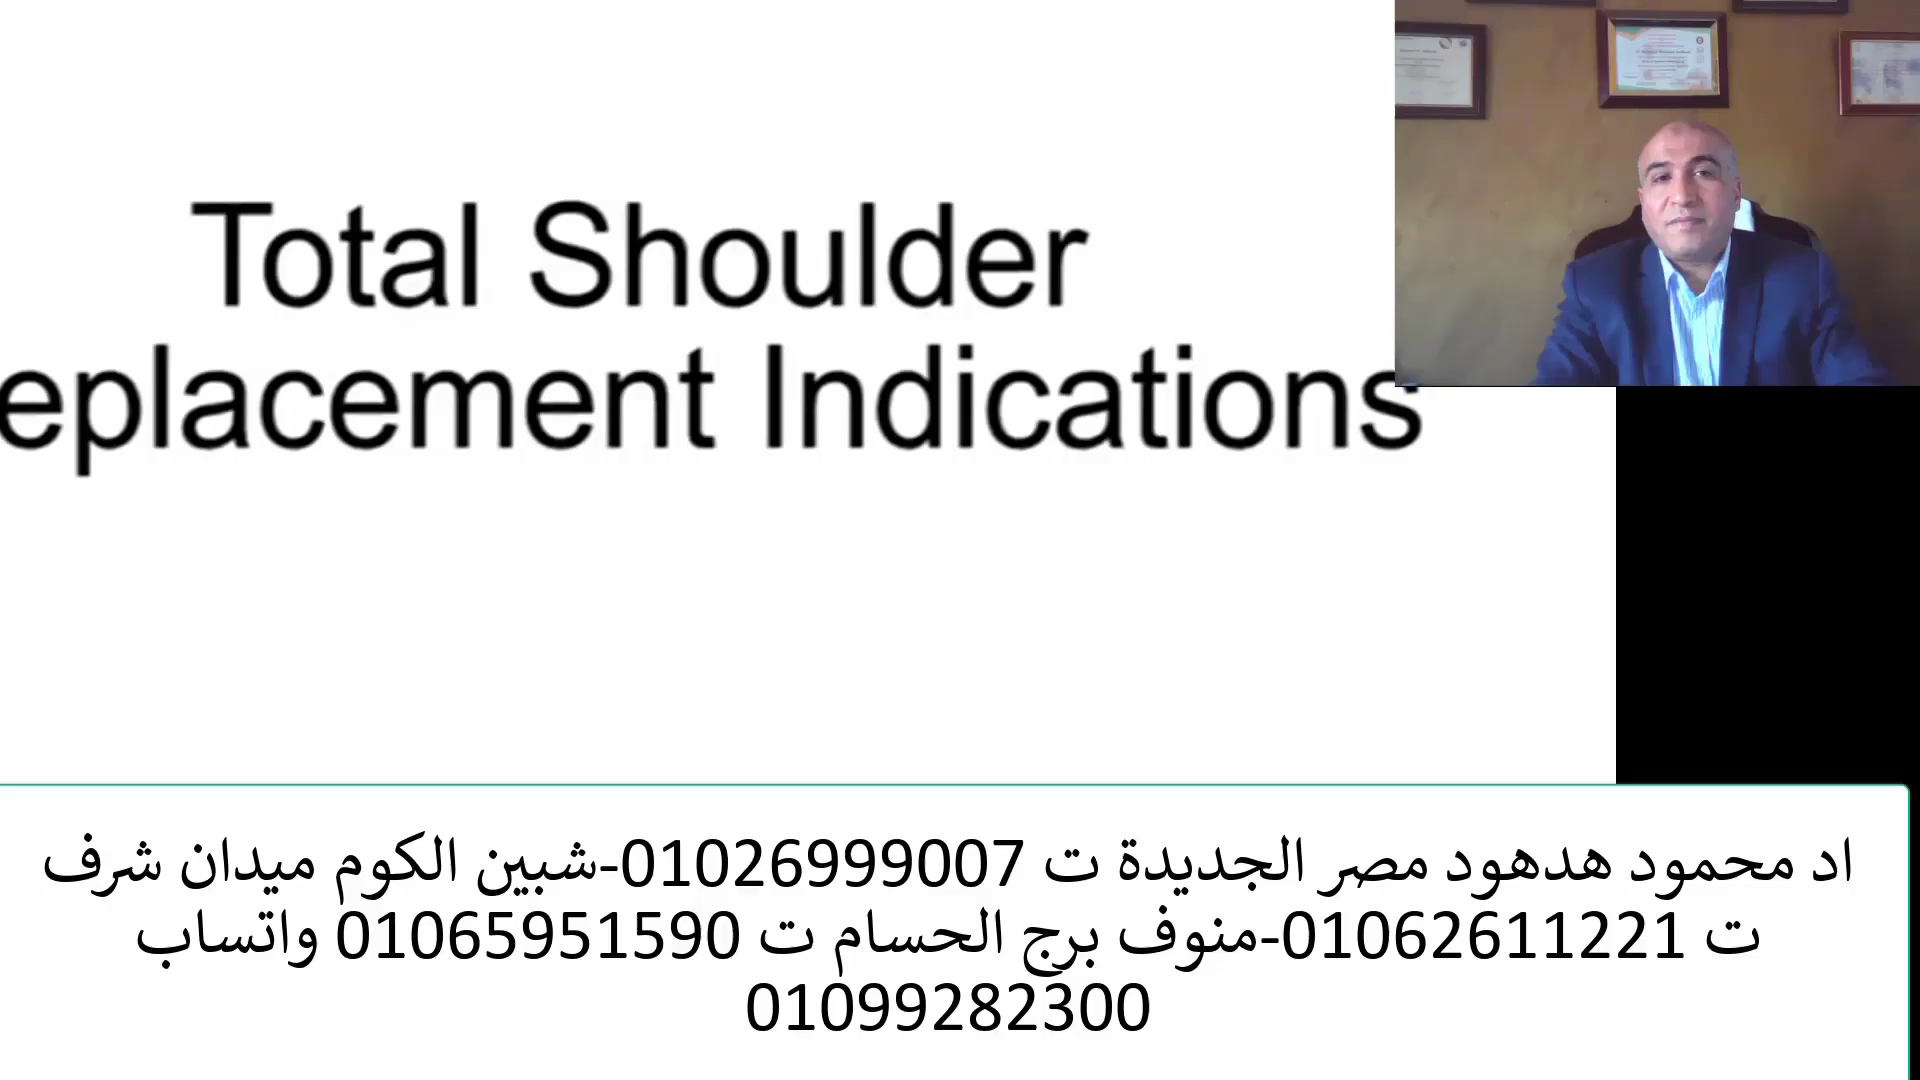 Total Shoulder
eplacement Indications
اد محمود هدهود مصر الجديدة ت 01026999007-شبين الكوم ميدان شرف
ت 01062611221-منوف برج الحسام ت 01065951590 واتساب
01099282300